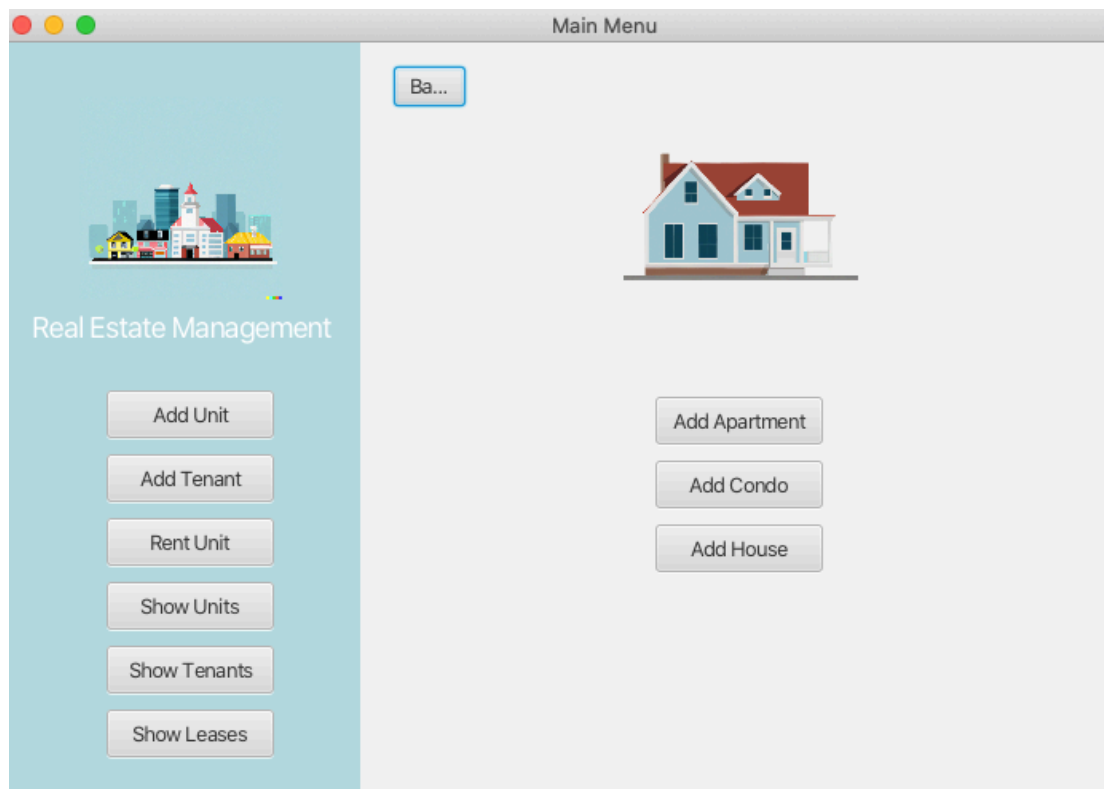 Main Menu
Ba...
Real Estate Management
Add Unit
Add Tenant
Rent Unit
Show Units
Show Tenants
Show Leases
Add Apartment
Add Condo
Add House